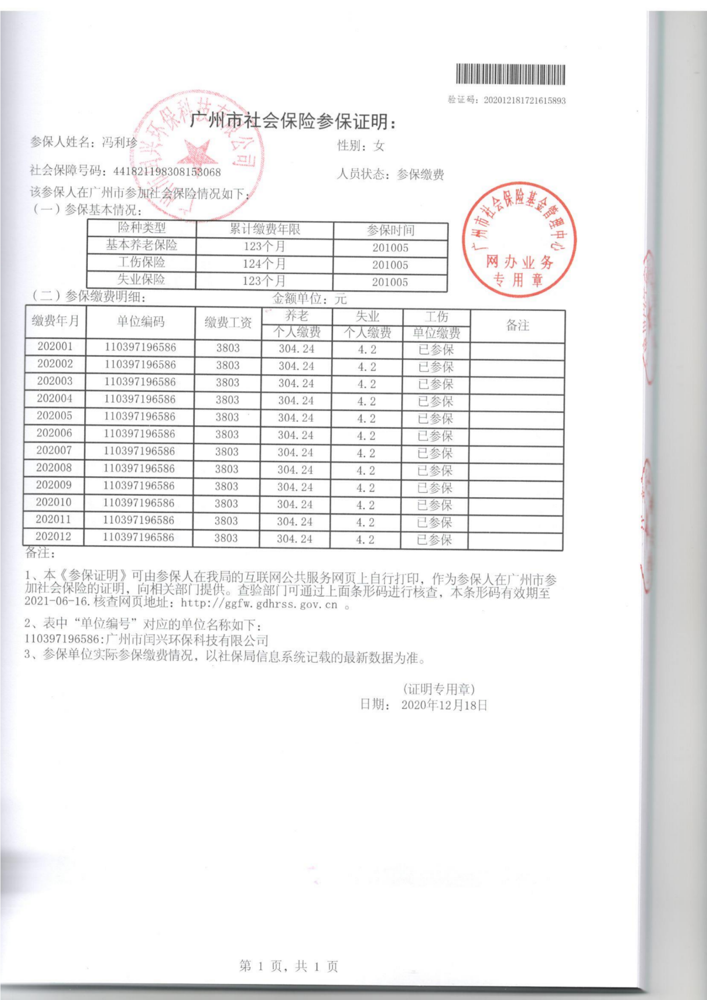 验证码：202012181721615893
广州市社会保险参保证明：
参保人姓名：冯利珍 性别：女
社会保障号码：441821198308153068 人员状态：参保缴费
该参保人在广州市参加社会保险情况如下：
（一）参保基本情况：
险种类型 累计缴费年限 参保时间
基本养老保险 123个月 201005
工伤保险 124个月 201005
失业保险 123个月 201005
广州市社会保险基金管理中心
网办业务
专用章
广州市闰兴环保科技有限公司
（二）参保缴费明细： 金额单位：元
缴费年月 单位编码 缴费工资 养老 失业 工伤 备注
个人缴费 个人缴费 单位缴费
202001 110397196586 3803 304.24 4.2 已参保
202002 110397196586 3803 304.24 4.2 已参保
202003 110397196586 3803 304.24 4.2 已参保
202004 110397196586 3803 304.24 4.2 已参保
202005 110397196586 3803 304.24 4.2 已参保
202006 110397196586 3803 304.24 4.2 已参保
202007 110397196586 3803 304.24 4.2 已参保
202008 110397196586 3803 304.24 4.2 已参保
202009 110397196586 3803 304.24 4.2 已参保
202010 110397196586 3803 304.24 4.2 已参保
202011 110397196586 3803 304.24 4.2 已参保
202012 110397196586 3803 304.24 4.2 已参保
备注：
1、本《参保证明》可由参保人在我局的互联网公共服务网页上自行打印，作为参保人在广州市参
加社会保险的证明，向相关部门提供。查验部门可通过上面条形码进行核查，本条形码有效期至
2021-06-16.核查网页地址：http://ggfw.gdhrss.gov.cn 。
2、表中“单位编号”对应的单位名称如下：
110397196586:广州市闰兴环保科技有限公司
3、参保单位实际参保缴费情况，以社保局信息系统记载的最新数据为准。
(证明专用章)
日期： 2020年12月18日
第 1 页, 共 1 页